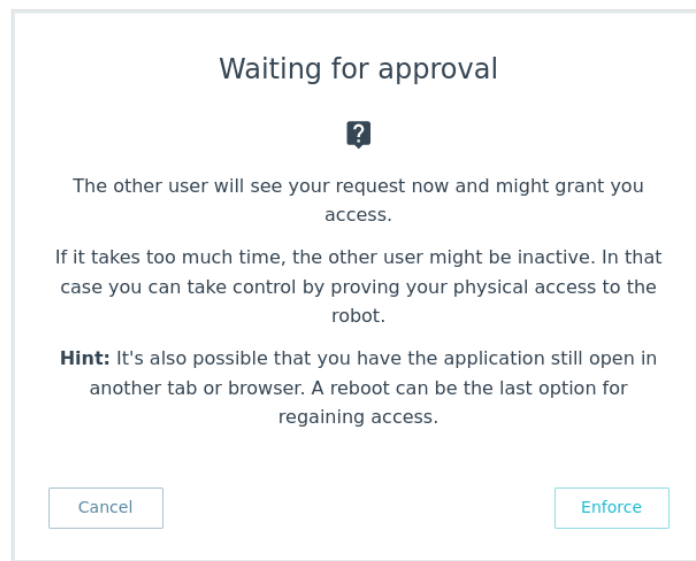 Waiting for approval
?
The other user will see your request now and might grant you
access.
If it takes too much time, the other user might be inactive. In that
case you can take control by proving your physical access to the
robot.
Hint: It's also possible that you have the application still open in
another tab or browser. A reboot can be the last option for
regaining access.
Cancel
Enforce